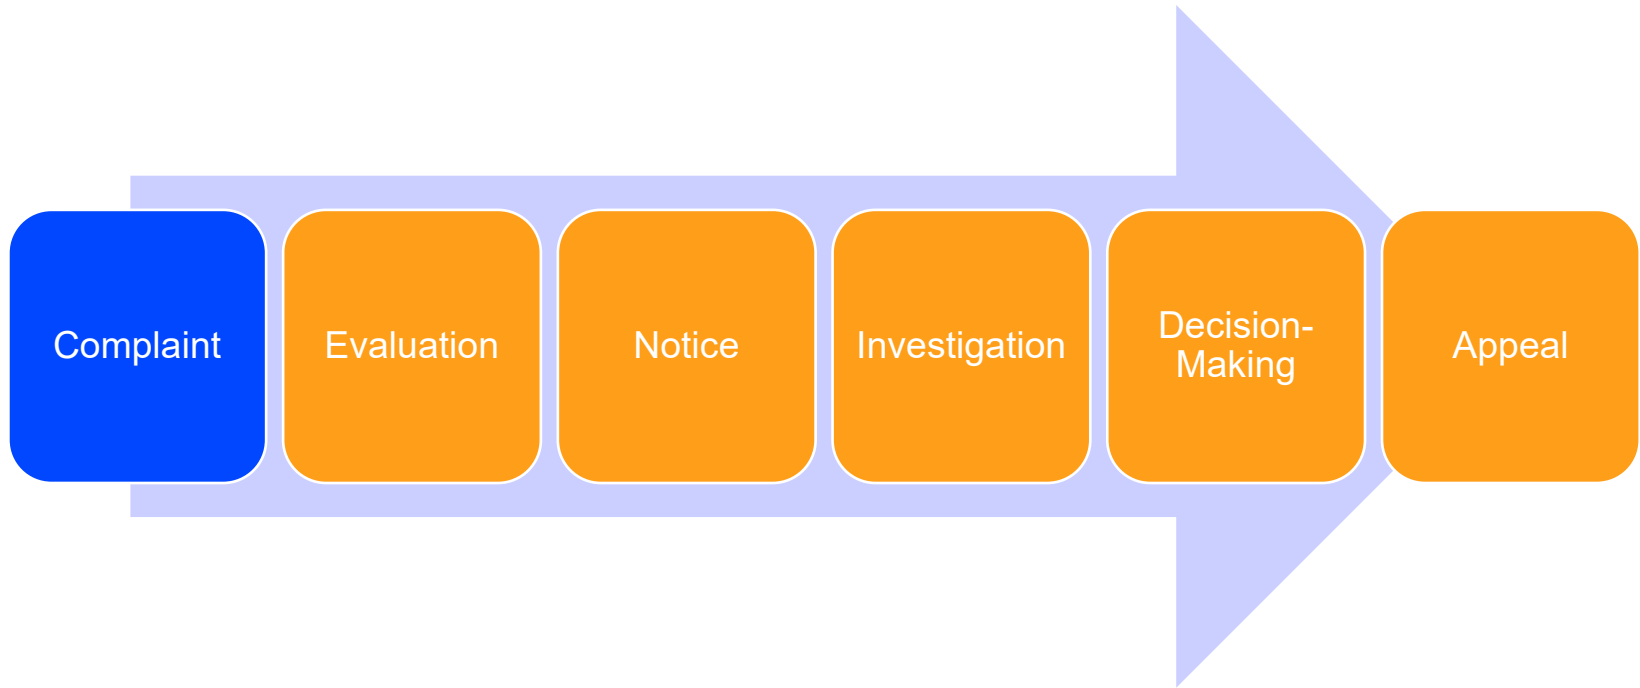 Complaint
Evaluation
Notice
Investigation
Decision-
Making
Appeal